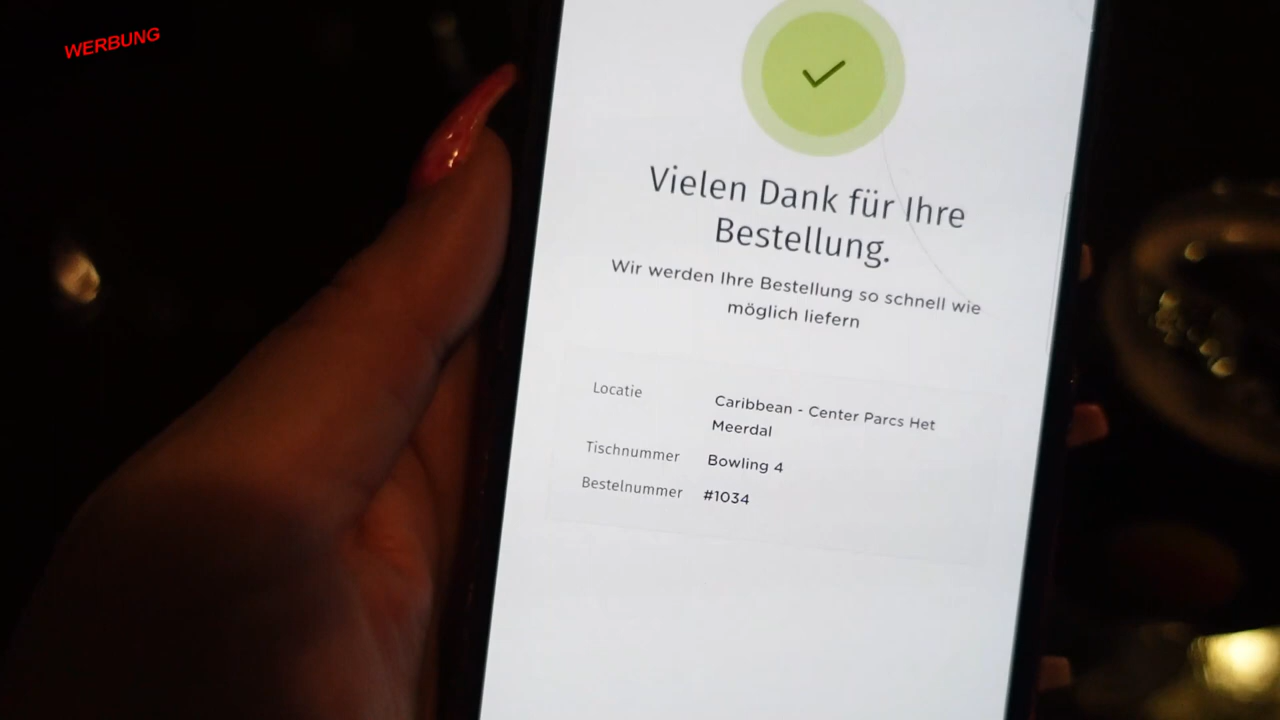 WERBUNG
Vielen Dank für Ihre
Bestellung.
Wir werden Ihre Bestellung so schnell wie
möglich liefern
Locatie Caribbean - Center Parcs Het
Meerdal
Tischnummer Bowling 4
Bestelnummer #1034